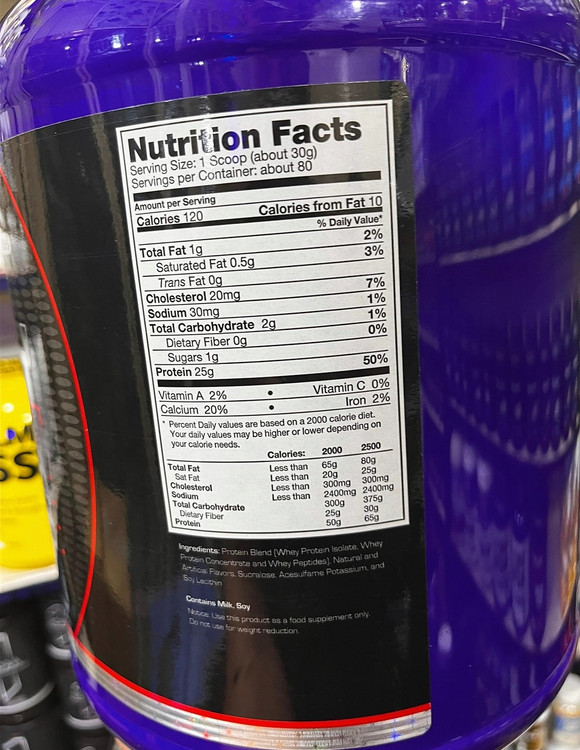 Nutrition Facts
Serving Size: 1 Scoop (about 30g)
Servings per Container: about 80
Amount per Serving
Calories 120 Calories from Fat 10
% Daily Value*
Total Fat 1g 2%
Saturated Fat 0.5g 3%
Trans Fat 0g
Cholesterol 20mg 7%
Sodium 30mg 1%
Total Carbohydrate 2g 1%
Dietary Fiber 0g 0%
Sugars 1g
Protein 25g 50%
Vitamin A 2% • Vitamin C 0%
Calcium 20% • Iron 2%
* Percent Daily values are based on a 2000 calorie diet.
Your daily values may be higher or lower depending on
your calorie needs.
Calories: 2000 2500
Total Fat Less than 65g 80g
Sat Fat Less than 20g 25g
Cholesterol Less than 300mg 300mg
Sodium Less than 2400mg 2400mg
Total Carbohydrate 300g 375g
Dietary Fiber 25g 30g
Protein 50g 65g
Ingredients: Protein Blend (Whey Protein Isolate, Whey
Protein Concentrate and Whey Peptides). Natural and
Artificial Flavors, Sucralose, Acesulfame Potassium, and
Soy Lecithin
Contains Milk, Soy
Notice: Use this product as a food supplement only.
Do not use for weight reduction.